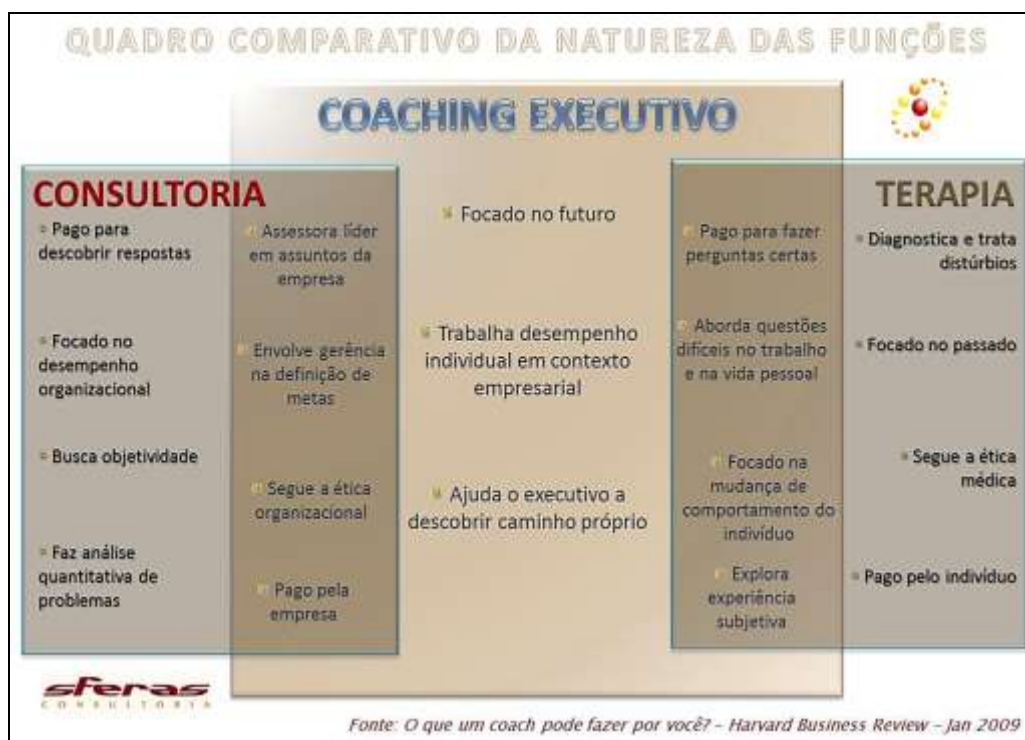 QUADRO COMPARATIVO DA NATUREZA DAS FUNÇÕES
COACHING EXECUTIVO
CONSULTORIA
Pago para
descobrir respostas
Focado no
desempenho
organizacional
Busca objetividade
Faz análise
quantitativa de
problemas
Assessora líder
em assuntos da
empresa
Envolve gerência
na definição de
metas
Segue a ética
organizacional
Pago pela
empresa
Focado no futuro
Trabalha desempenho
individual em contexto
empresarial
Ajuda o executivo a
descobrir caminho próprio
Pago para fazer
perguntas certas
Aborda questões
difíceis no trabalho
e na vida pessoal
Focado na
mudança de
comportamento do
indivíduo
Explora
experiência
subjetiva
TERAPIA
Diagnostica e trata
distúrbios
Focado no passado
Segue a ética
médica
Pago pelo indivíduo
sferas
CONSULTORIA
Fonte: O que um coach pode fazer por você? – Harvard Business Review – Jan 2009